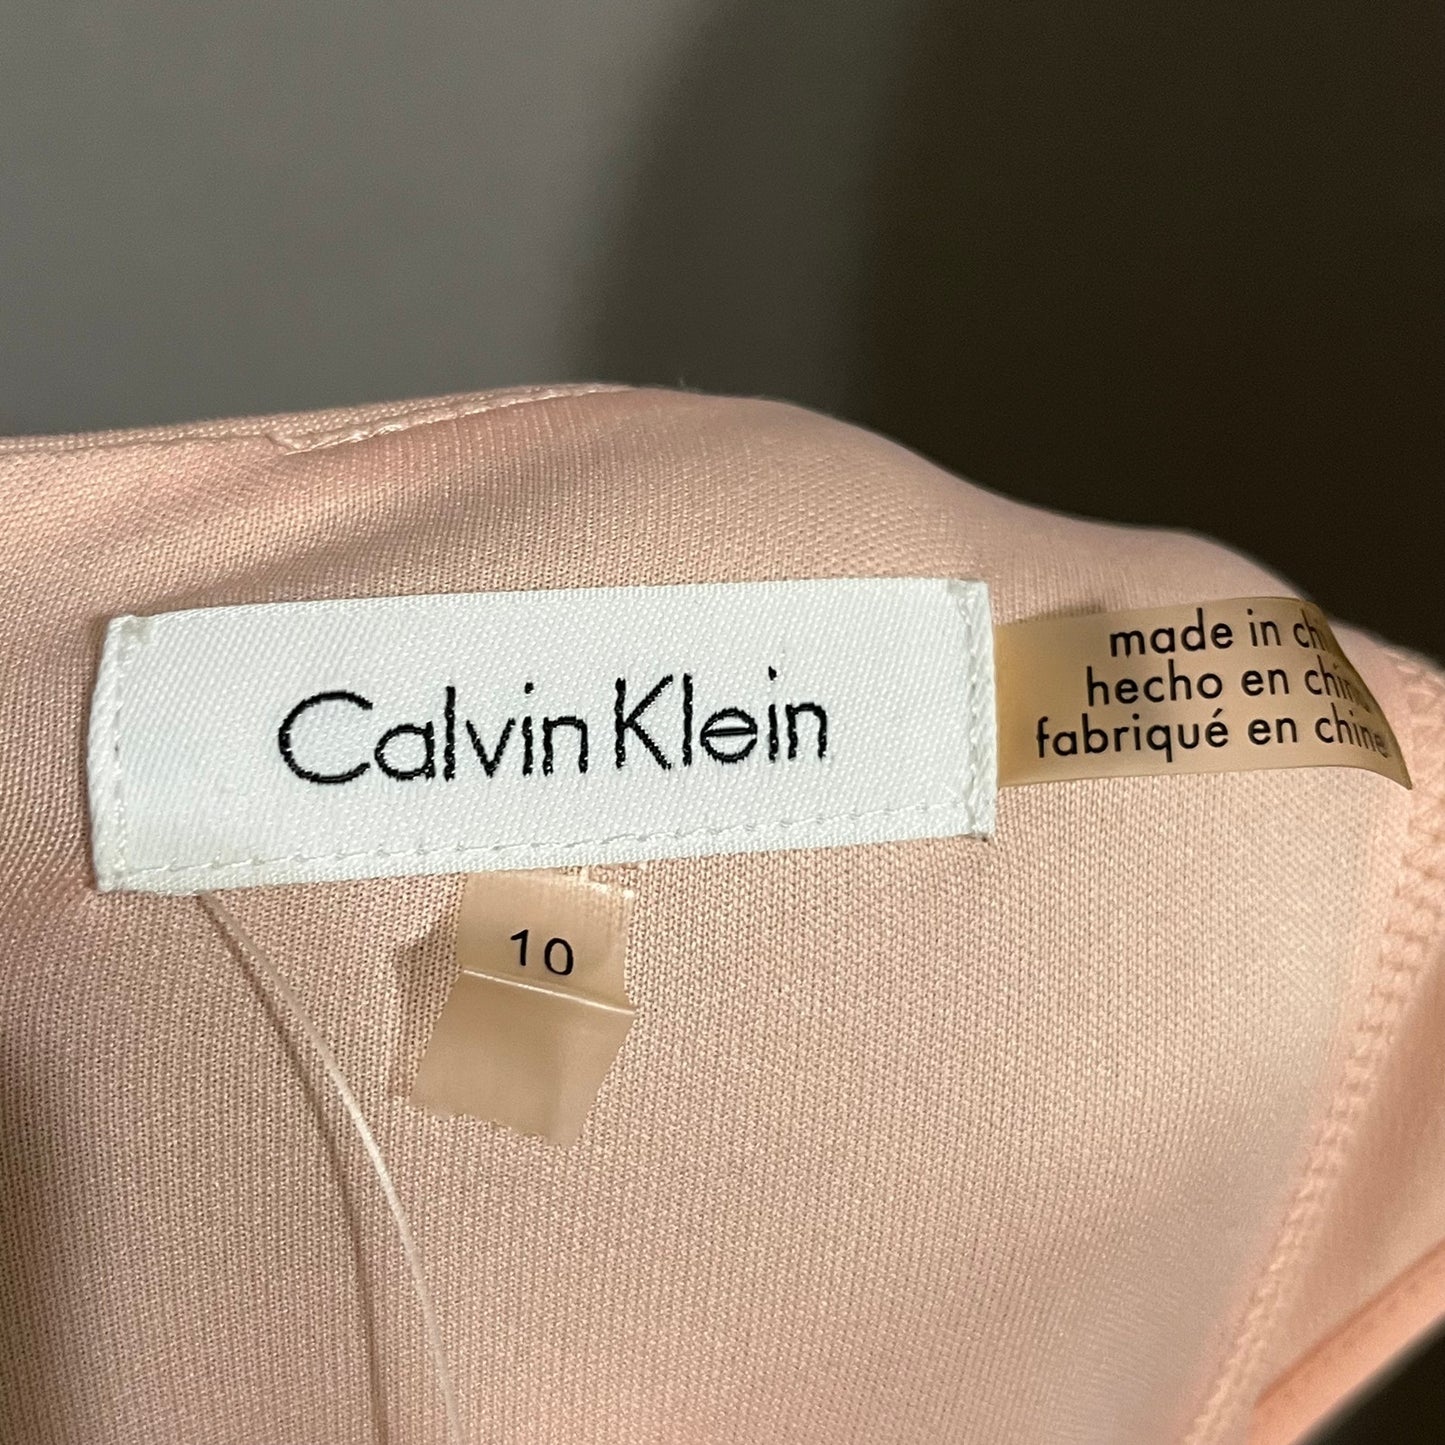 Calvin Klein
made in
hecho en
fabriqué en chine
10